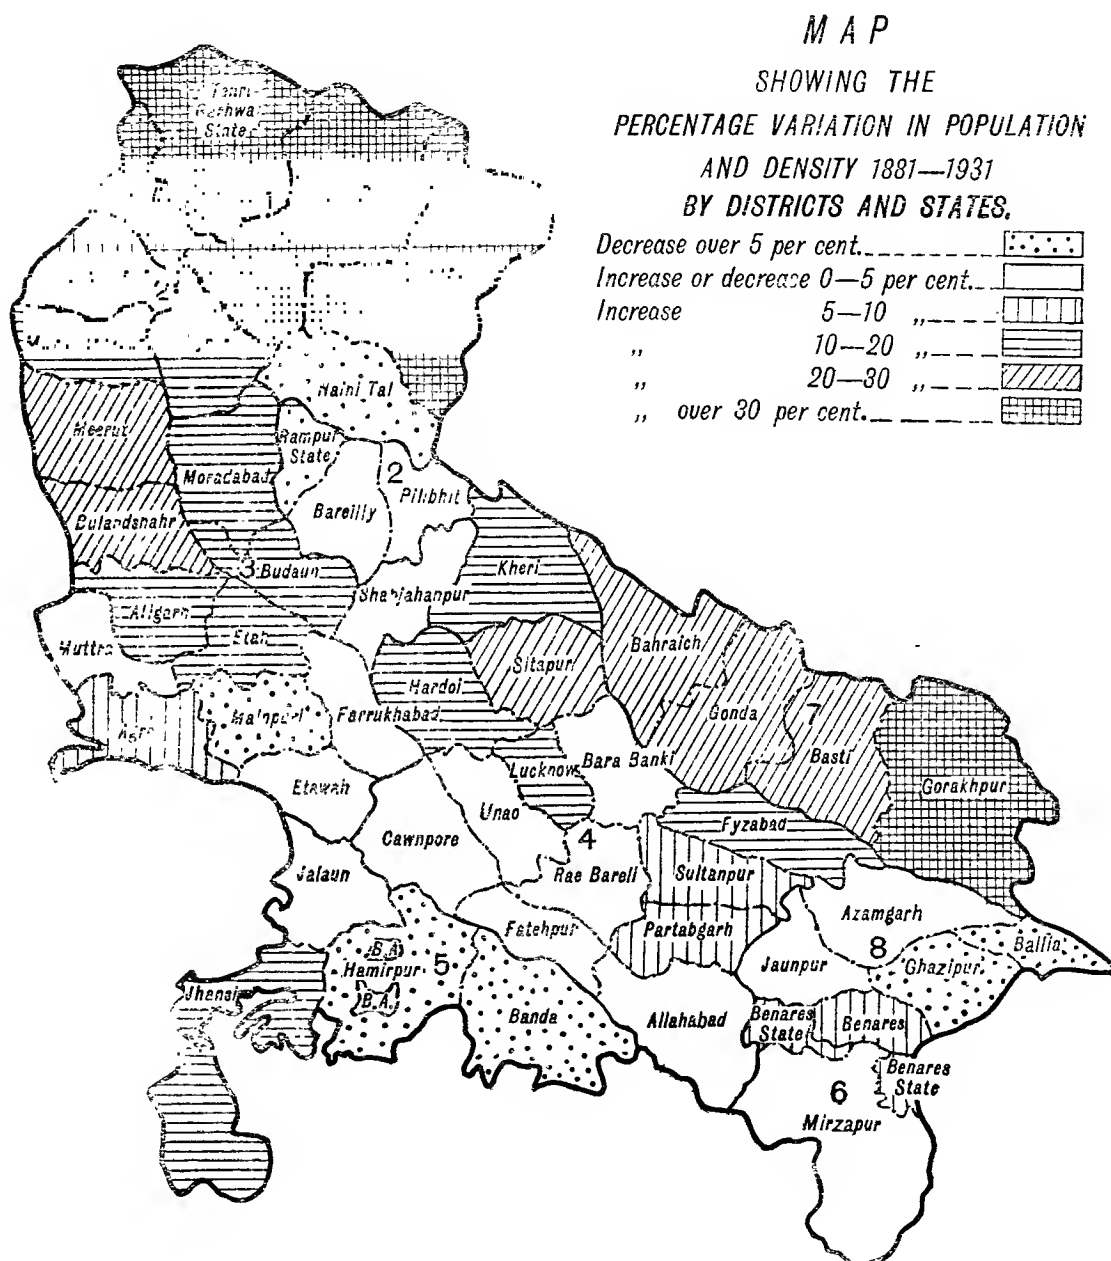 MAP
SHOWING THE
PERCENTAGE VARIATION IN POPULATION
AND DENSITY 1881—1931
BY DISTRICTS AND STATES.
Decrease over 5 per cent.
Increase or decrease 0—5 per cent.
Increase 5—10 „
„ 10—20 „
„ 20—30 „
„ over 30 per cent.
State
1
2
Naini Tal
Meerut
Rampur
State
Moradabad
2
Pilibhit
Bareilly
Bulandshahr
3
Budaun
Kheri
Shahjahanpur
Aligarh
Etah
Muttra
Bahraich
Sitapur
Hardoi
Mainpuri
Farrukhabad
Gonda
7
Agra
Basti
Bara Banki
Lucknow
Etawah
Gorakhpur
Unao
Fyzabad
Cawnpore
4
Jalaun
Rae Bareli
Sultanpur
Azamgarh
Fatehpur
Partabgarh
B.A.
8
Ballia
Hamirpur
5
Jaunpur
Ghazipur
Jhansi
B.A.
Banda
Allahabad
Benares
State
Benares
Benares
State
6
Mirzapur